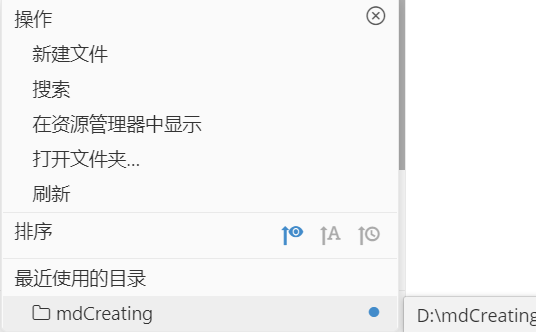 操作
新建文件
搜索
在资源管理器中显示
打开文件夹...
刷新
排序 A
最近使用的目录
mdCreating
D:\mdCreating